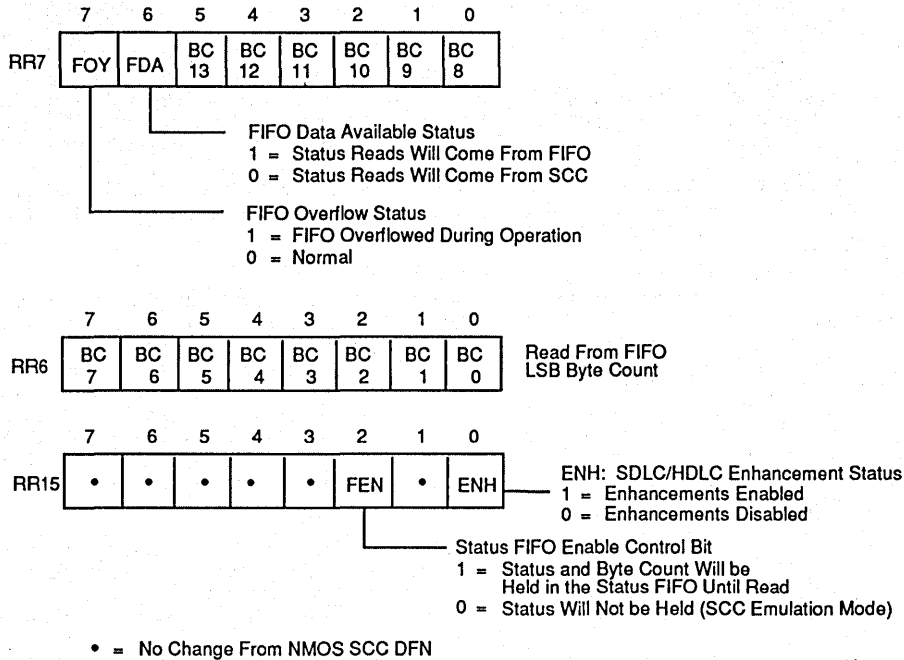 7 6 5 4 3 2 1 0
RR7 FOY FDA BC 13 BC 12 BC 11 BC 10 BC 9 BC 8
FIFO Data Available Status
1 = Status Reads Will Come From FIFO
0 = Status Reads Will Come From SCC
FIFO Overflow Status
1 = FIFO Overflowed During Operation
0 = Normal
7 6 5 4 3 2 1 0
RR6 BC 7 BC 6 BC 5 BC 4 BC 3 BC 2 BC 1 BC 0
Read From FIFO
LSB Byte Count
7 6 5 4 3 2 1 0
RR15 • • • • • FEN • ENH
ENH: SDLC/HDLC Enhancement Status
1 = Enhancements Enabled
0 = Enhancements Disabled
Status FIFO Enable Control Bit
1 = Status and Byte Count Will be
Held in the Status FIFO Until Read
0 = Status Will Not be Held (SCC Emulation Mode)
• = No Change From NMOS SCC DFN